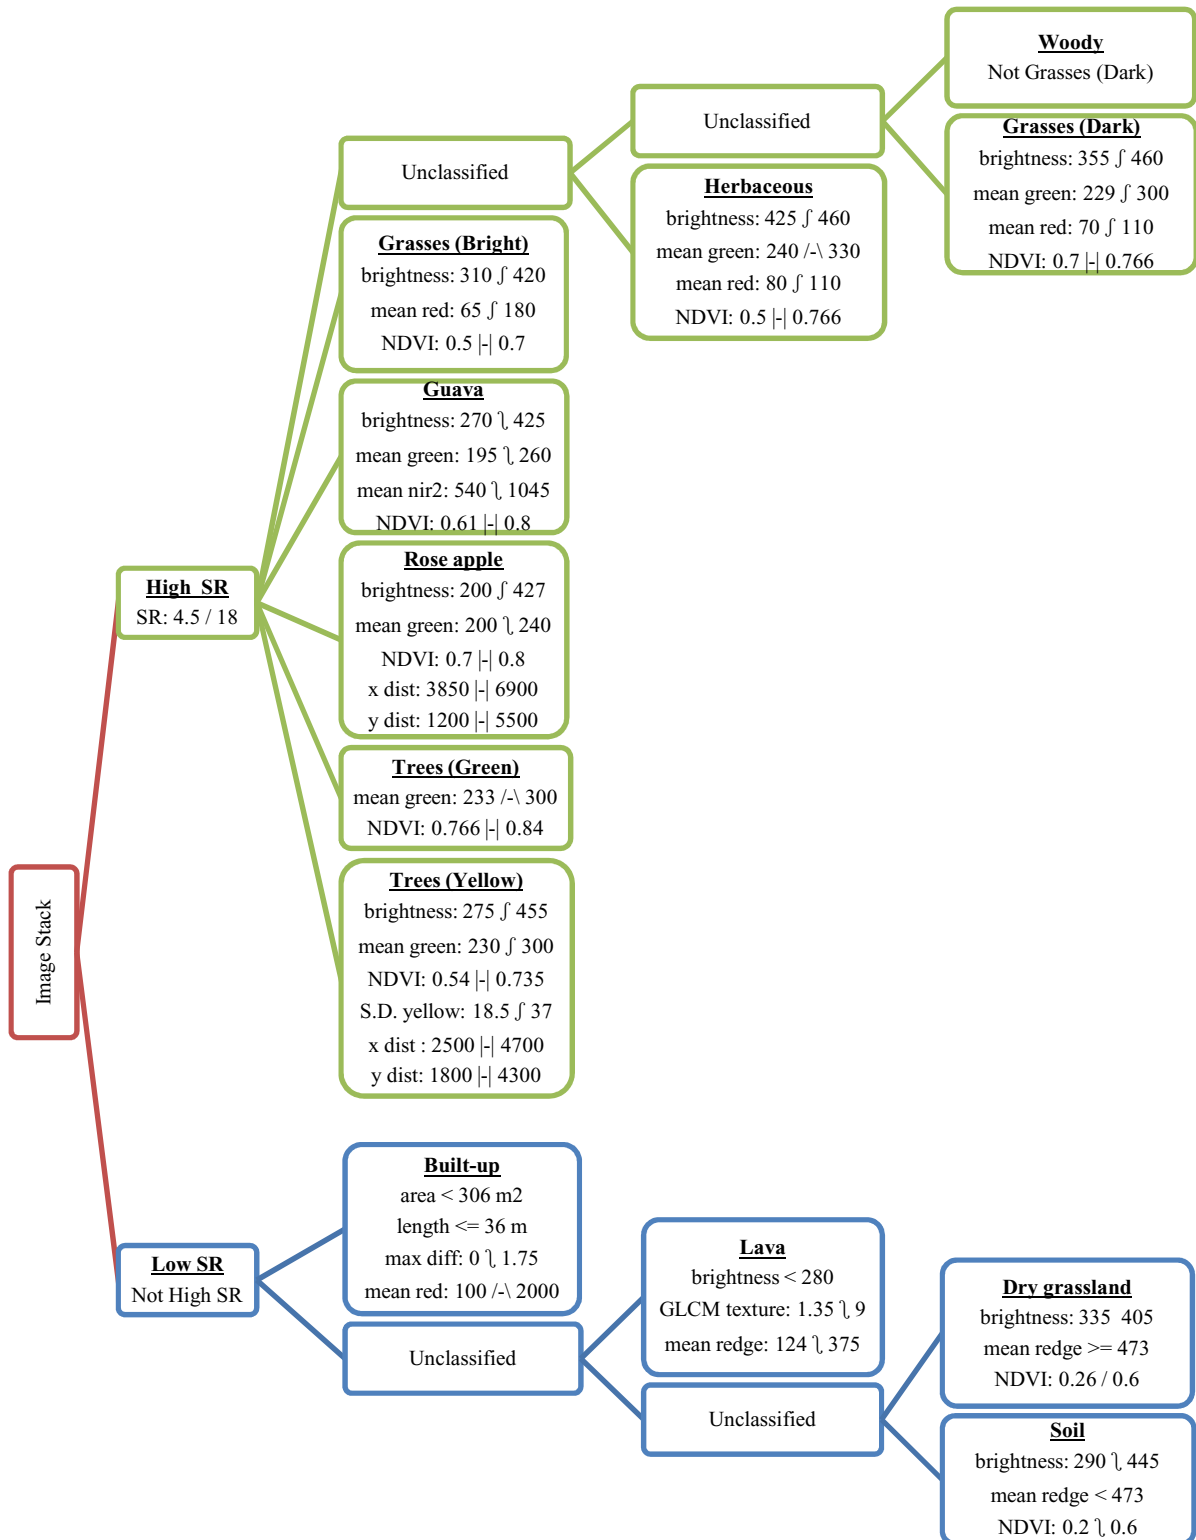 Image Stack
High  SR
SR: 4.5 / 18
Unclassified
Unclassified
Woody
Not Grasses (Dark)
Grasses (Dark)
brightness: 355 ∫ 460
mean green: 229 ∫ 300
mean red: 70 ∫ 110
NDVI: 0.7 |-| 0.766
Herbaceous
brightness: 425 ∫ 460
mean green: 240 /-\ 330
mean red: 80 ∫ 110
NDVI: 0.5 |-| 0.766
Grasses (Bright)
brightness: 310 ∫ 420
mean red: 65 ∫ 180
NDVI: 0.5 |-| 0.7
Guava
brightness: 270 ʅ 425
mean green: 195 ʅ 260
mean nir2: 540 ʅ 1045
NDVI: 0.61 |-| 0.8
Rose apple
brightness: 200 ∫ 427
mean green: 200 ʅ 240
NDVI: 0.7 |-| 0.8
x dist: 3850 |-| 6900
y dist: 1200 |-| 5500
Trees (Green)
mean green: 233 /-\ 300
NDVI: 0.766 |-| 0.84
Trees (Yellow)
brightness: 275 ∫ 455
mean green: 230 ∫ 300
NDVI: 0.54 |-| 0.735
S.D. yellow: 18.5 ∫ 37
x dist : 2500 |-| 4700
y dist: 1800 |-| 4300
Low SR
Not High SR
Built-up
area < 306 m2
length <= 36 m
max diff: 0 ʅ 1.75
mean red: 100 /-\ 2000
Unclassified
Lava
brightness < 280
GLCM texture: 1.35 ʅ 9
mean redge: 124 ʅ 375
Unclassified
Dry grassland
brightness: 335  405
mean redge >= 473
NDVI: 0.26 / 0.6
Soil
brightness: 290 ʅ 445
mean redge < 473
NDVI: 0.2 ʅ 0.6